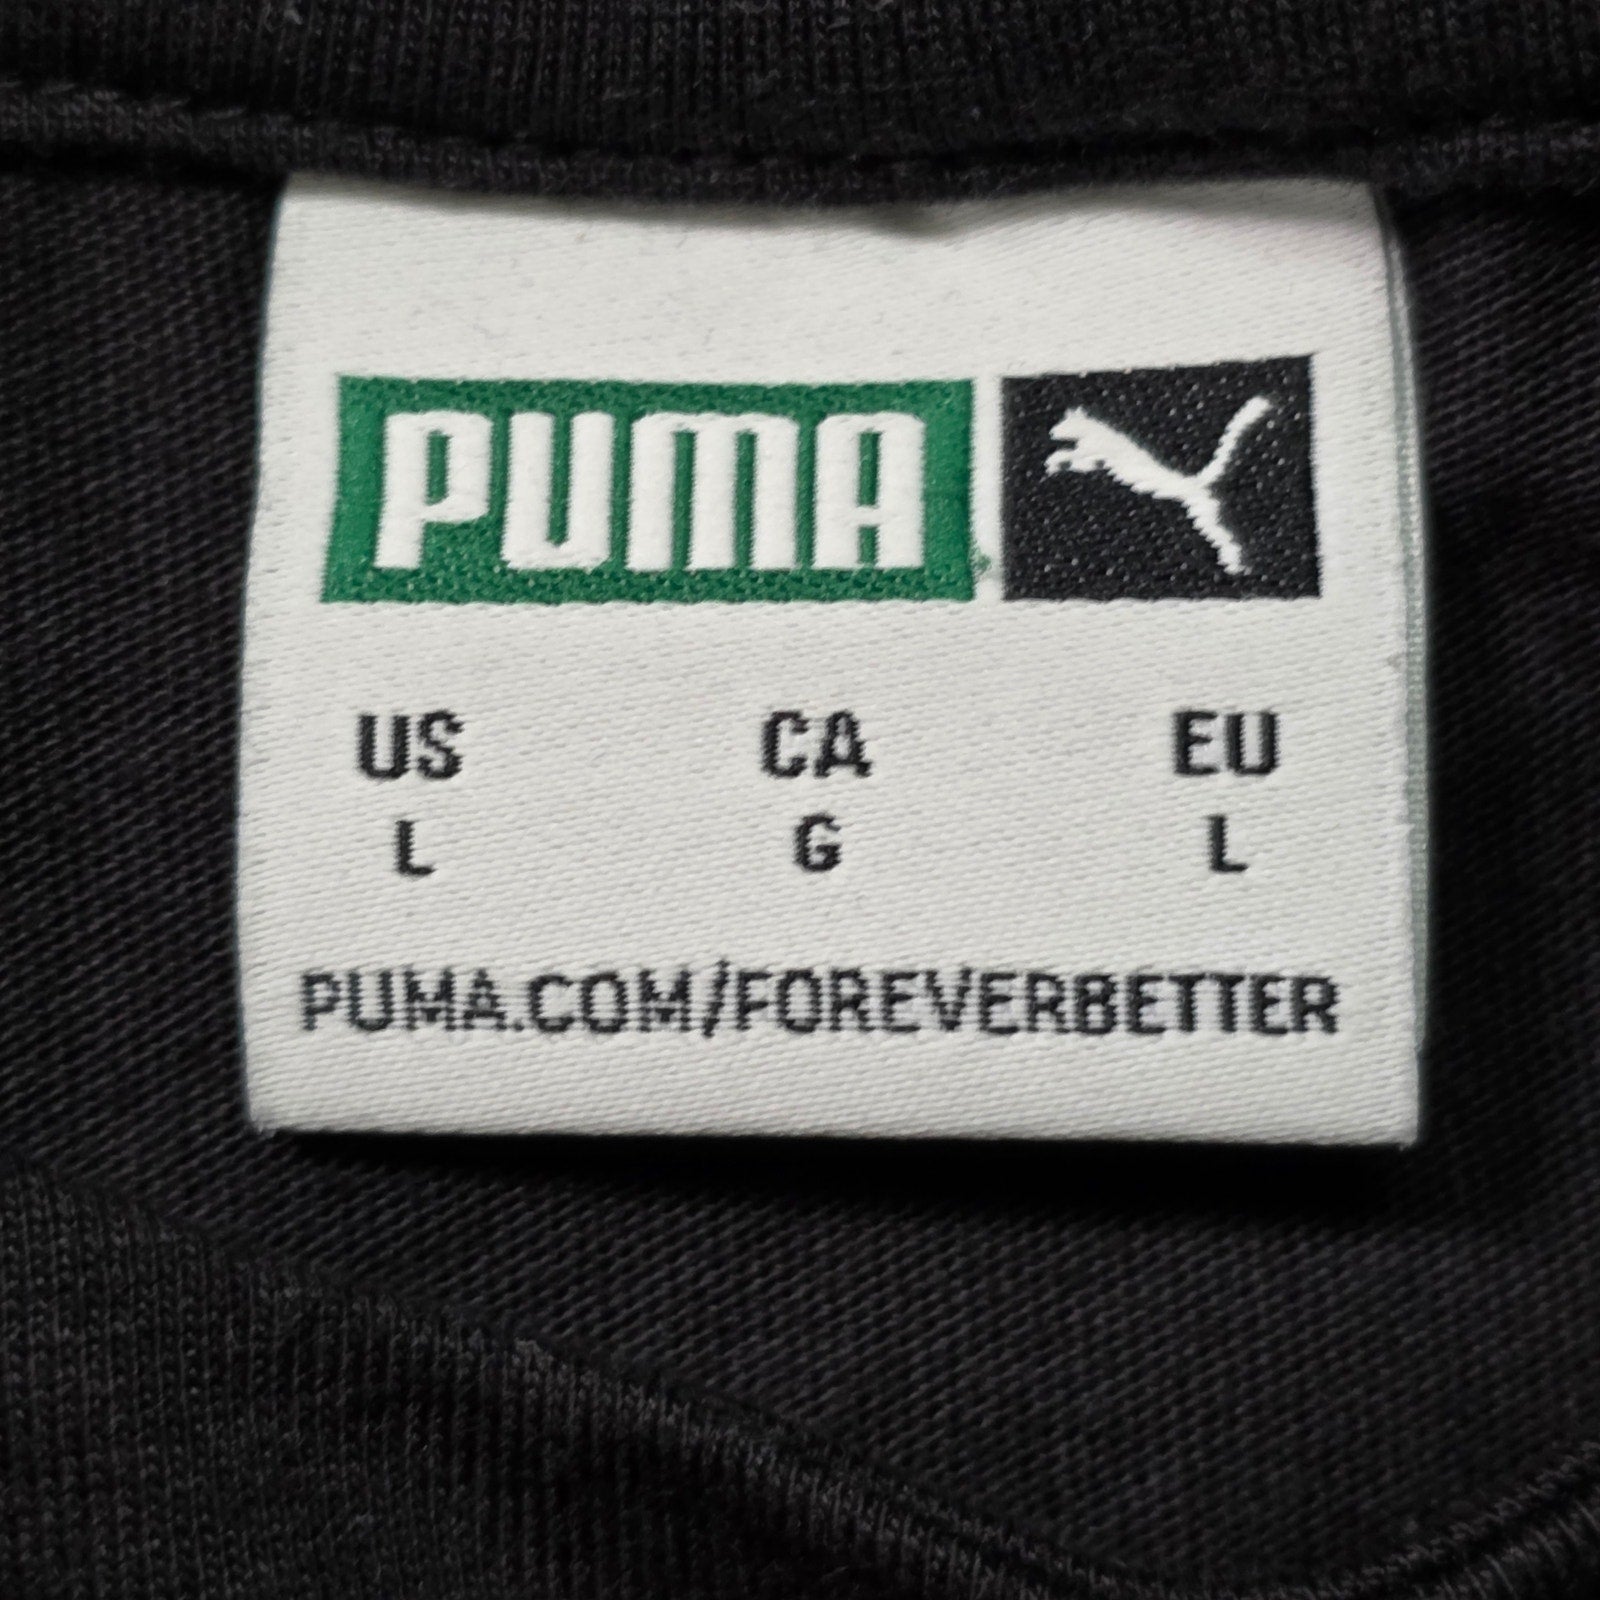 PUMA
US CA EU
L G L
PUMA.COM/FOREVERBETTER